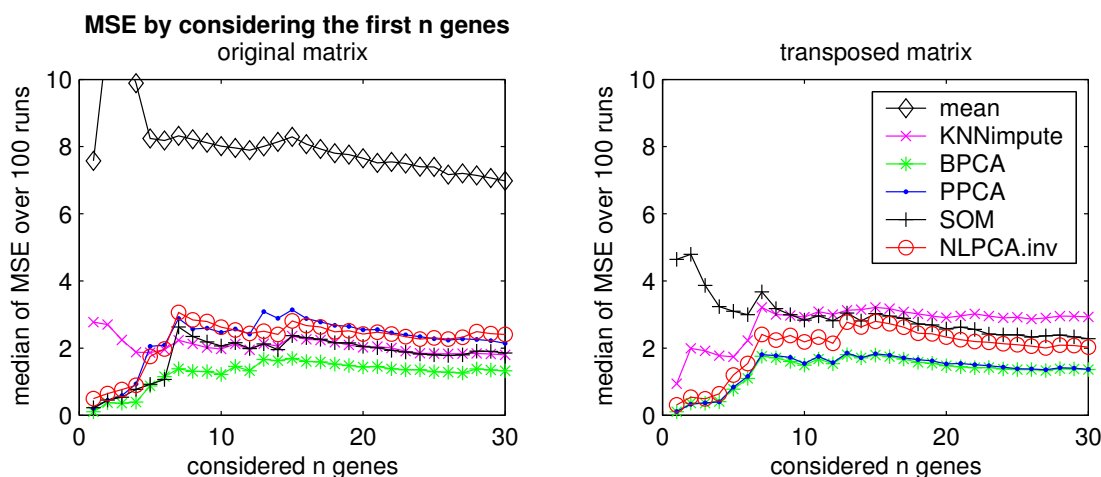 MSE by considering the first n genes
original matrix
10
8
6
4
2
0
0
10
20
30
median of MSE over 100 runs
considered n genes
transposed matrix
10
8
6
4
2
0
0
10
20
30
median of MSE over 100 runs
considered n genes
mean
KNNimpute
BPCA
PPCA
SOM
NLPCA.inv